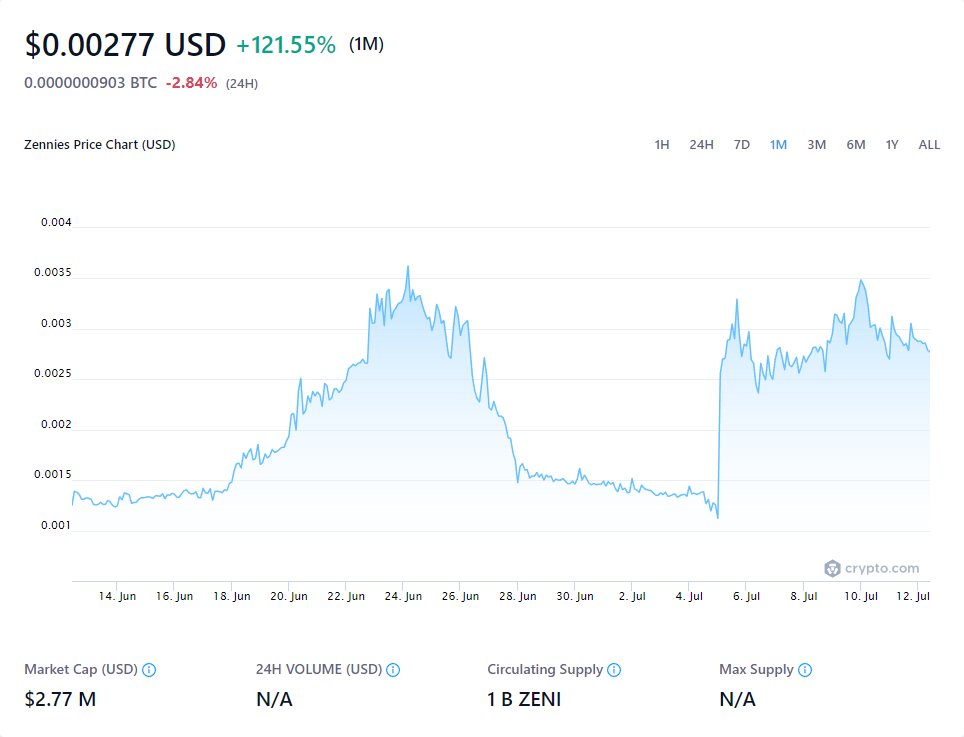 $0.00277 USD +121.55% (1M)
0.0000000903 BTC -2.84% (24H)
Zennies Price Chart (USD) 1H 24H 7D 1M 3M 6M 1Y ALL
0.004
0.0035
0.003
0.0025
0.002
0.0015
0.001
crypto.com
14. Jun 16. Jun 18. Jun 20. Jun 22. Jun 24. Jun 26. Jun 28. Jun 30. Jun 2. Jul 4. Jul 6. Jul 8. Jul 10. Jul 12. Jul
Market Cap (USD) 24H VOLUME (USD) Circulating Supply Max Supply
$2.77 M N/A 1 B ZENI N/A